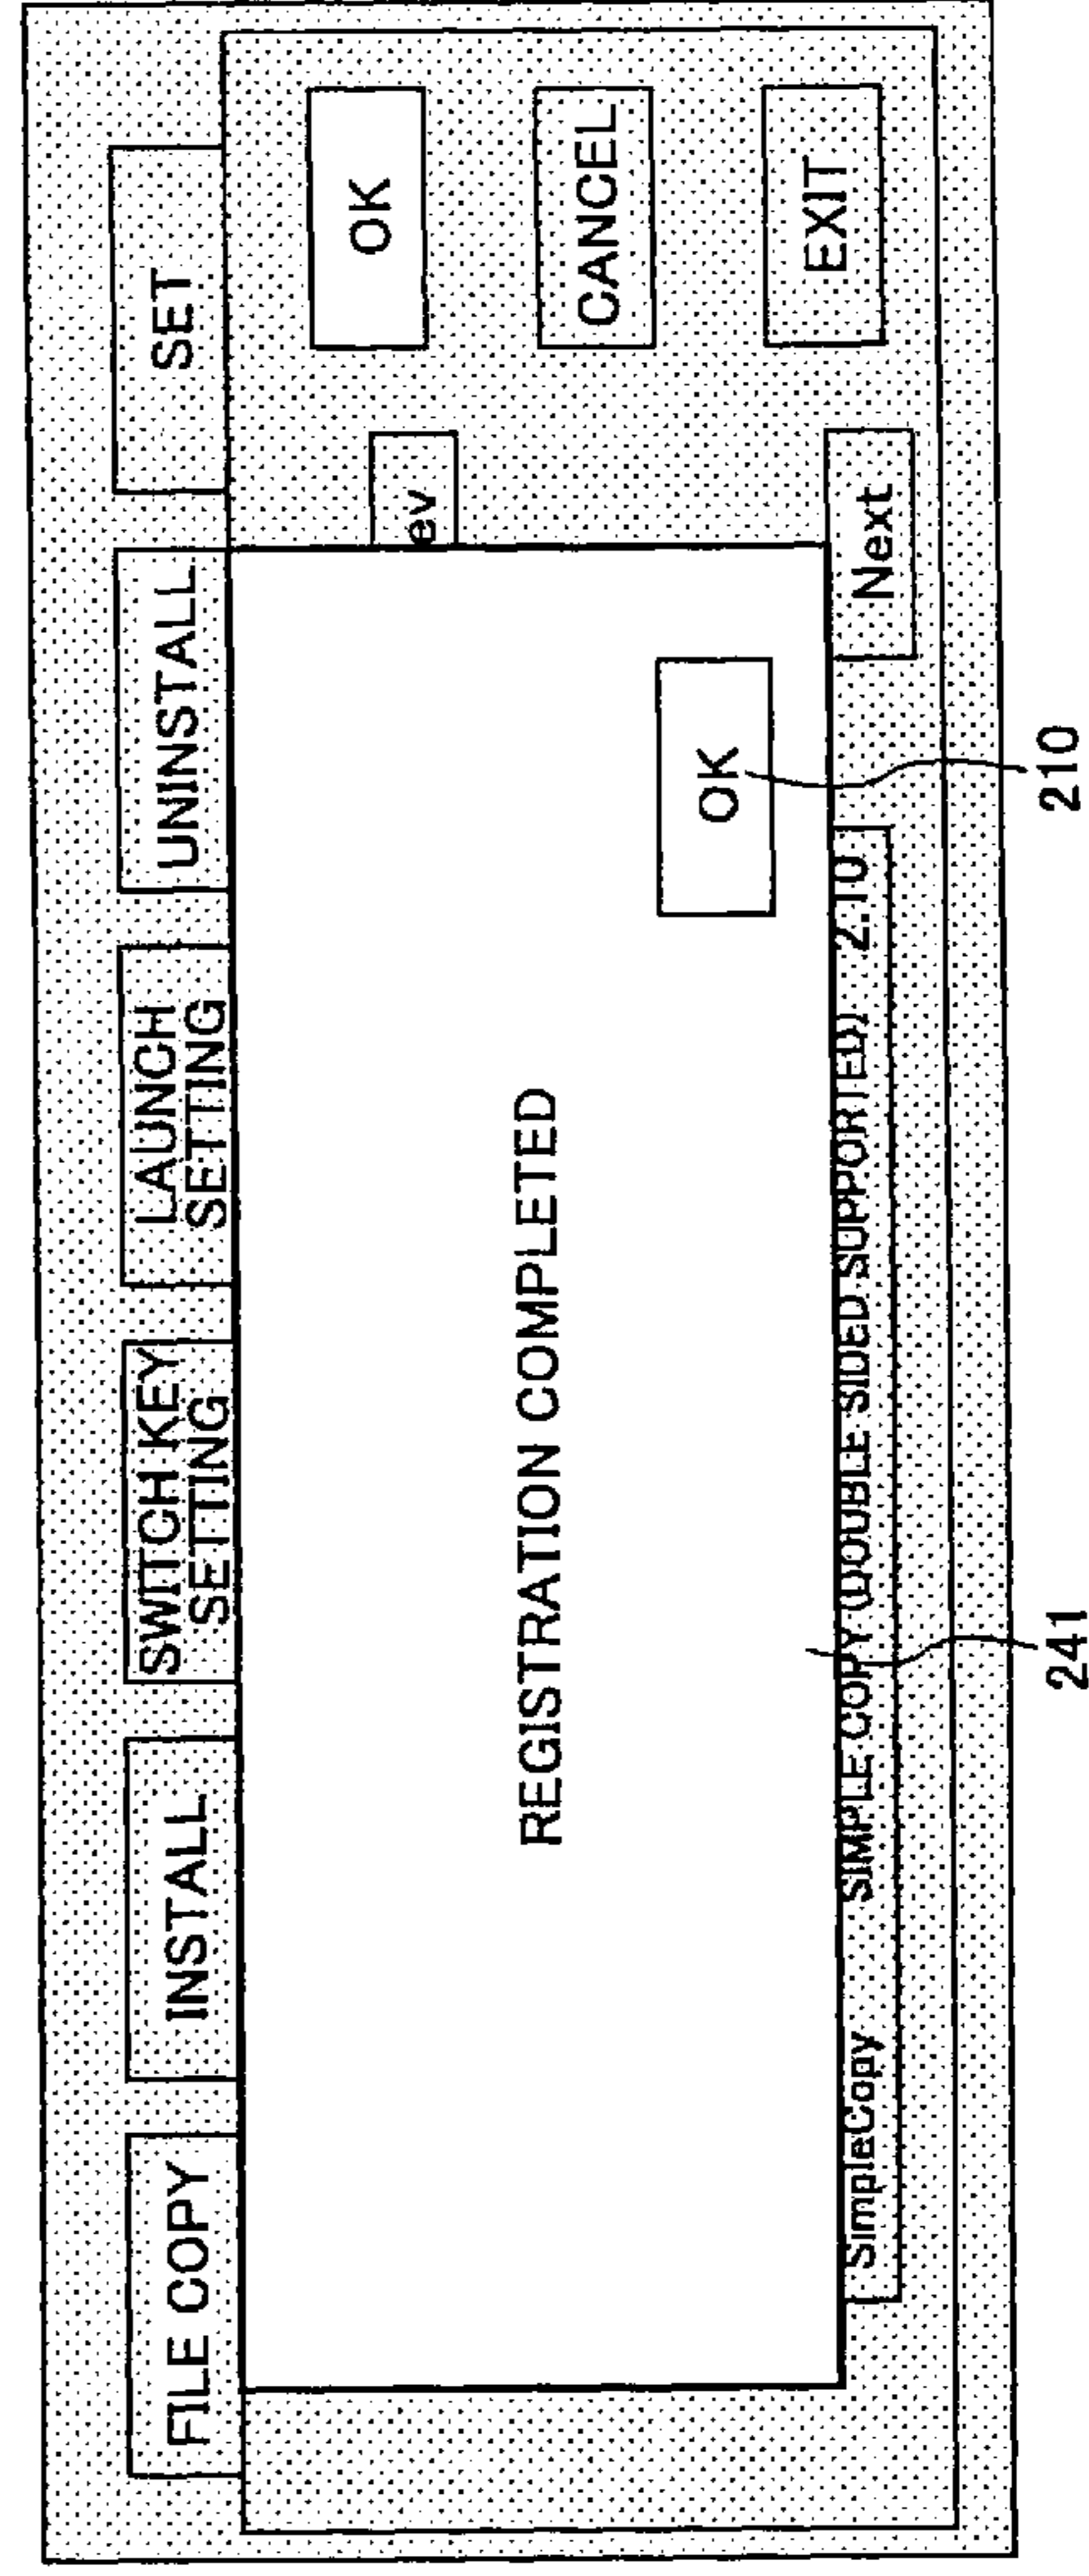 FILE COPY
INSTALL
SWITCH KEY
SETTING
LAUNCH
SETTING
UNINSTALL
SET
OK
CANCEL
EXIT
ev
Next
REGISTRATION COMPLETED
OK
SimpleCopy SIMPLE COPY (DOUBLE SIDED SUPPORTED) 2.10
241
210